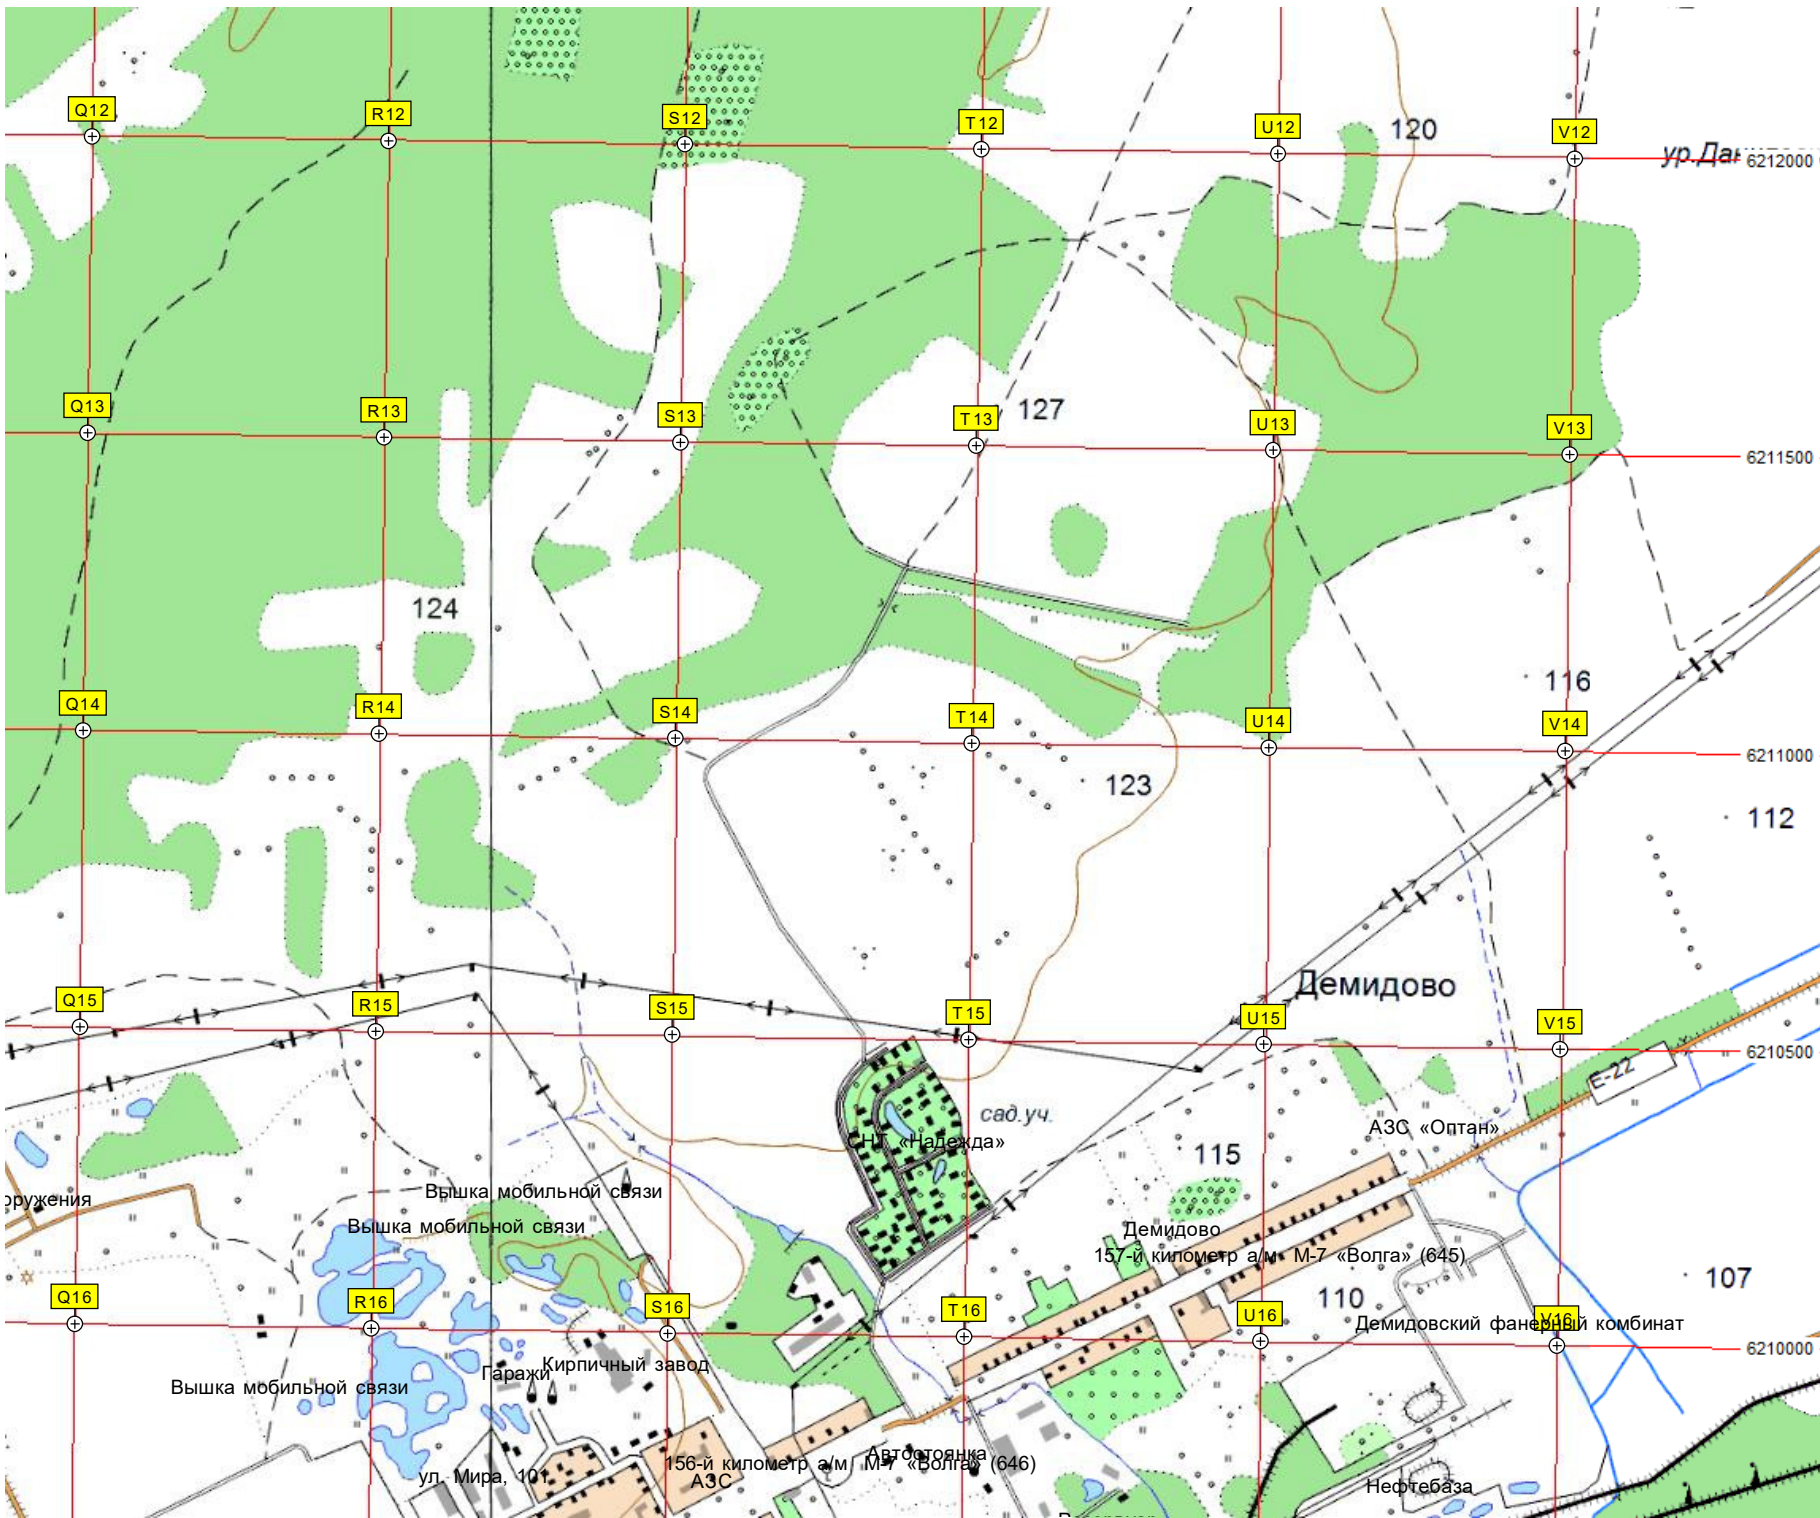 Q12
R12
S12
T12
U12
120
V12
6212000
Q13
R13
S13
T13
127
U13
V13
6211500
124
116
Q14
R14
S14
T14
U14
V14
6211000
123
112
Демидово
Q15
R15
S15
T15
U15
V15
6210500
E-22
сад.уч.
СНТ «Надежда»
АЗС «Оптан»
115
Вышка мобильной связи
Вышка мобильной связи
Демидово
157-й километр а/м М-7 «Волга» (645)
107
110
Q16
R16
S16
T16
U16
V16
Демидовский фанерный комбинат
6210000
Кирпичный завод
Гаражи
Вышка мобильной связи
Автостоянка
156-й километр а/м М-7 «Волга» (646)
АЗС
ул. Мира, 101
Нефтебаза